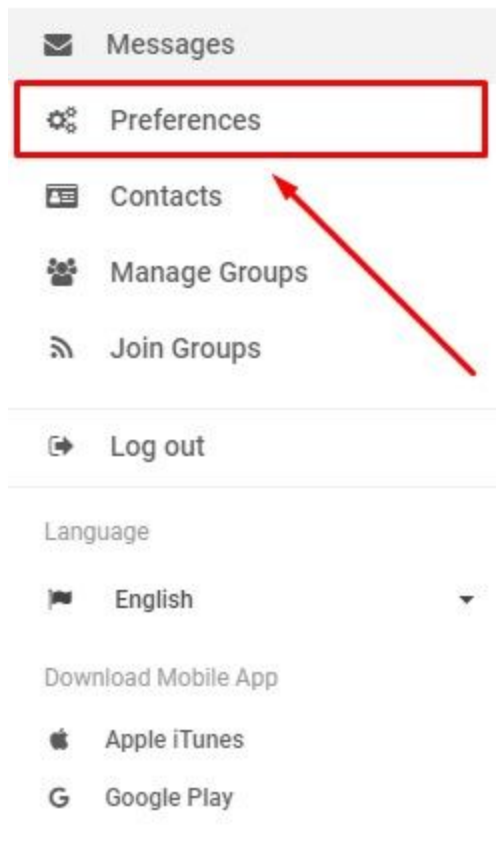 Messages
Preferences
Contacts
Manage Groups
Join Groups
Log out
Language
English
Download Mobile App
Apple iTunes
Google Play